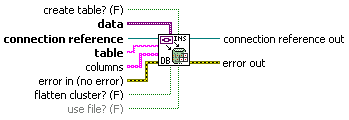 create table? (F)
data
connection reference
table
columns
error in (no error)
flatten cluster? (F)
use file? (F)
INS
DB
connection reference out
error out